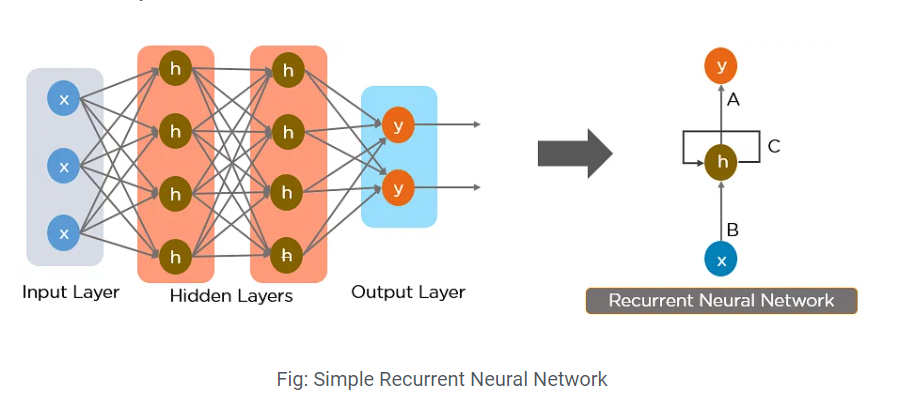 x
x
x
h
h
h
h
h
h
h
h
y
y
Input Layer
Hidden Layers
Output Layer
y
A
C
h
B
x
Recurrent Neural Network
Fig: Simple Recurrent Neural Network